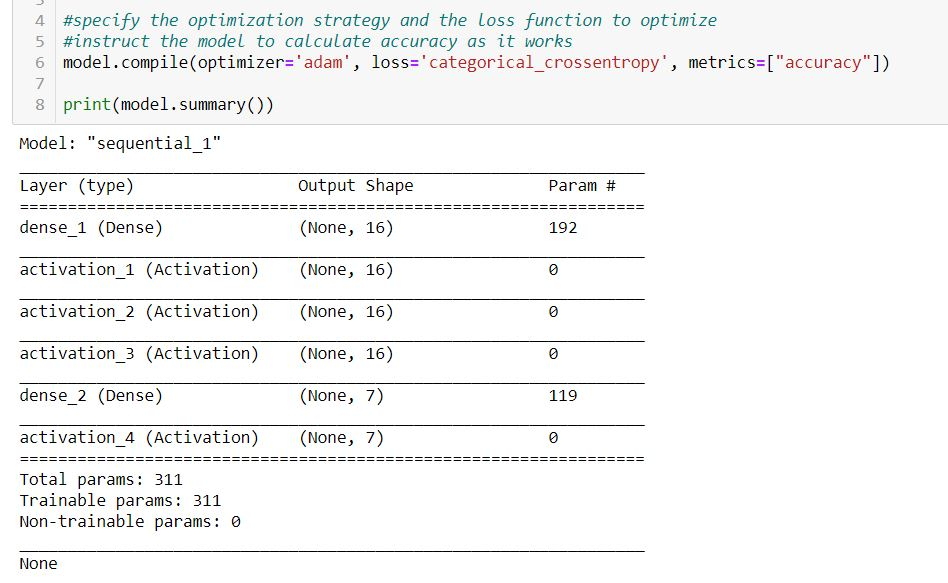 4 #specify the optimization strategy and the loss function to optimize
5 #instruct the model to calculate accuracy as it works
6 model.compile(optimizer='adam', loss='categorical_crossentropy', metrics=["accuracy"])
7
8 print(model.summary())
Model: "sequential_1"
_________________________________________________________________
Layer (type)                 Output Shape              Param #
=================================================================
dense_1 (Dense)              (None, 16)                192
_________________________________________________________________
activation_1 (Activation)    (None, 16)                0
_________________________________________________________________
activation_2 (Activation)    (None, 16)                0
_________________________________________________________________
activation_3 (Activation)    (None, 16)                0
_________________________________________________________________
dense_2 (Dense)              (None, 7)                 119
_________________________________________________________________
activation_4 (Activation)    (None, 7)                 0
=================================================================
Total params: 311
Trainable params: 311
Non-trainable params: 0
_________________________________________________________________
None